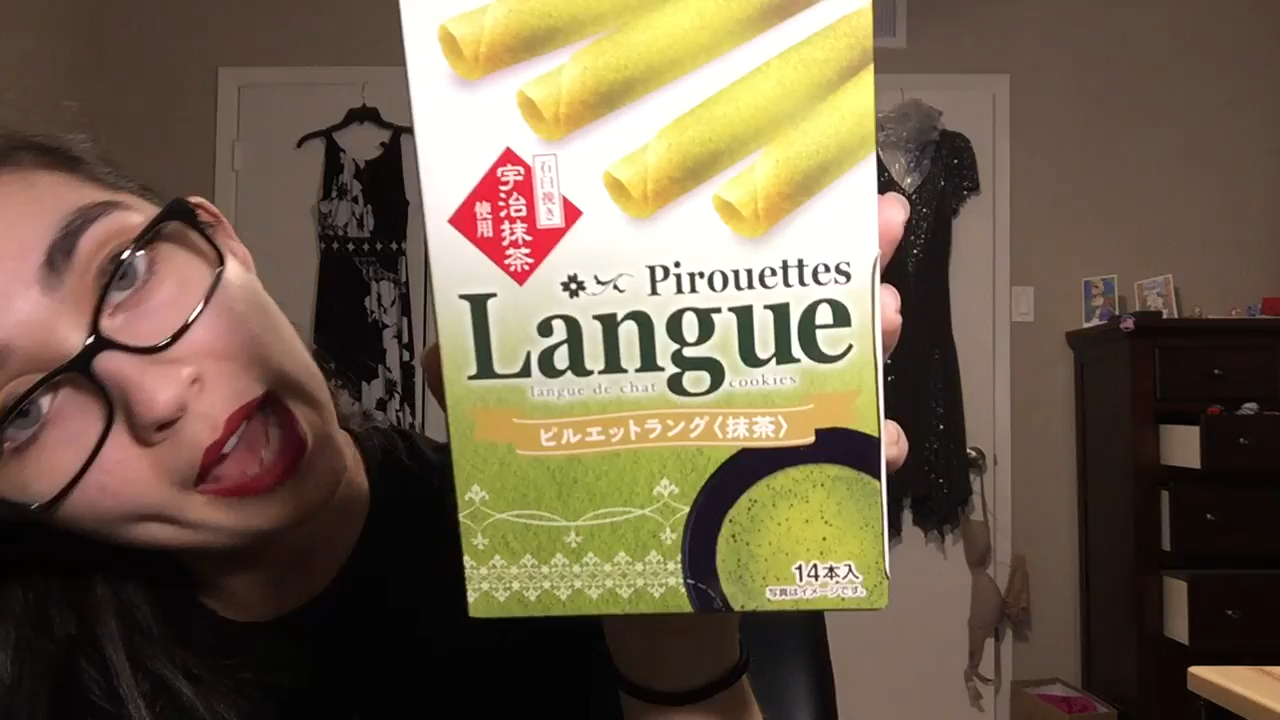 石臼挽き
宇治抹茶
使用
Pirouettes
Langue
langue de chat cookies
ピルエットラング〈抹茶〉
14本入
写真はイメージです。